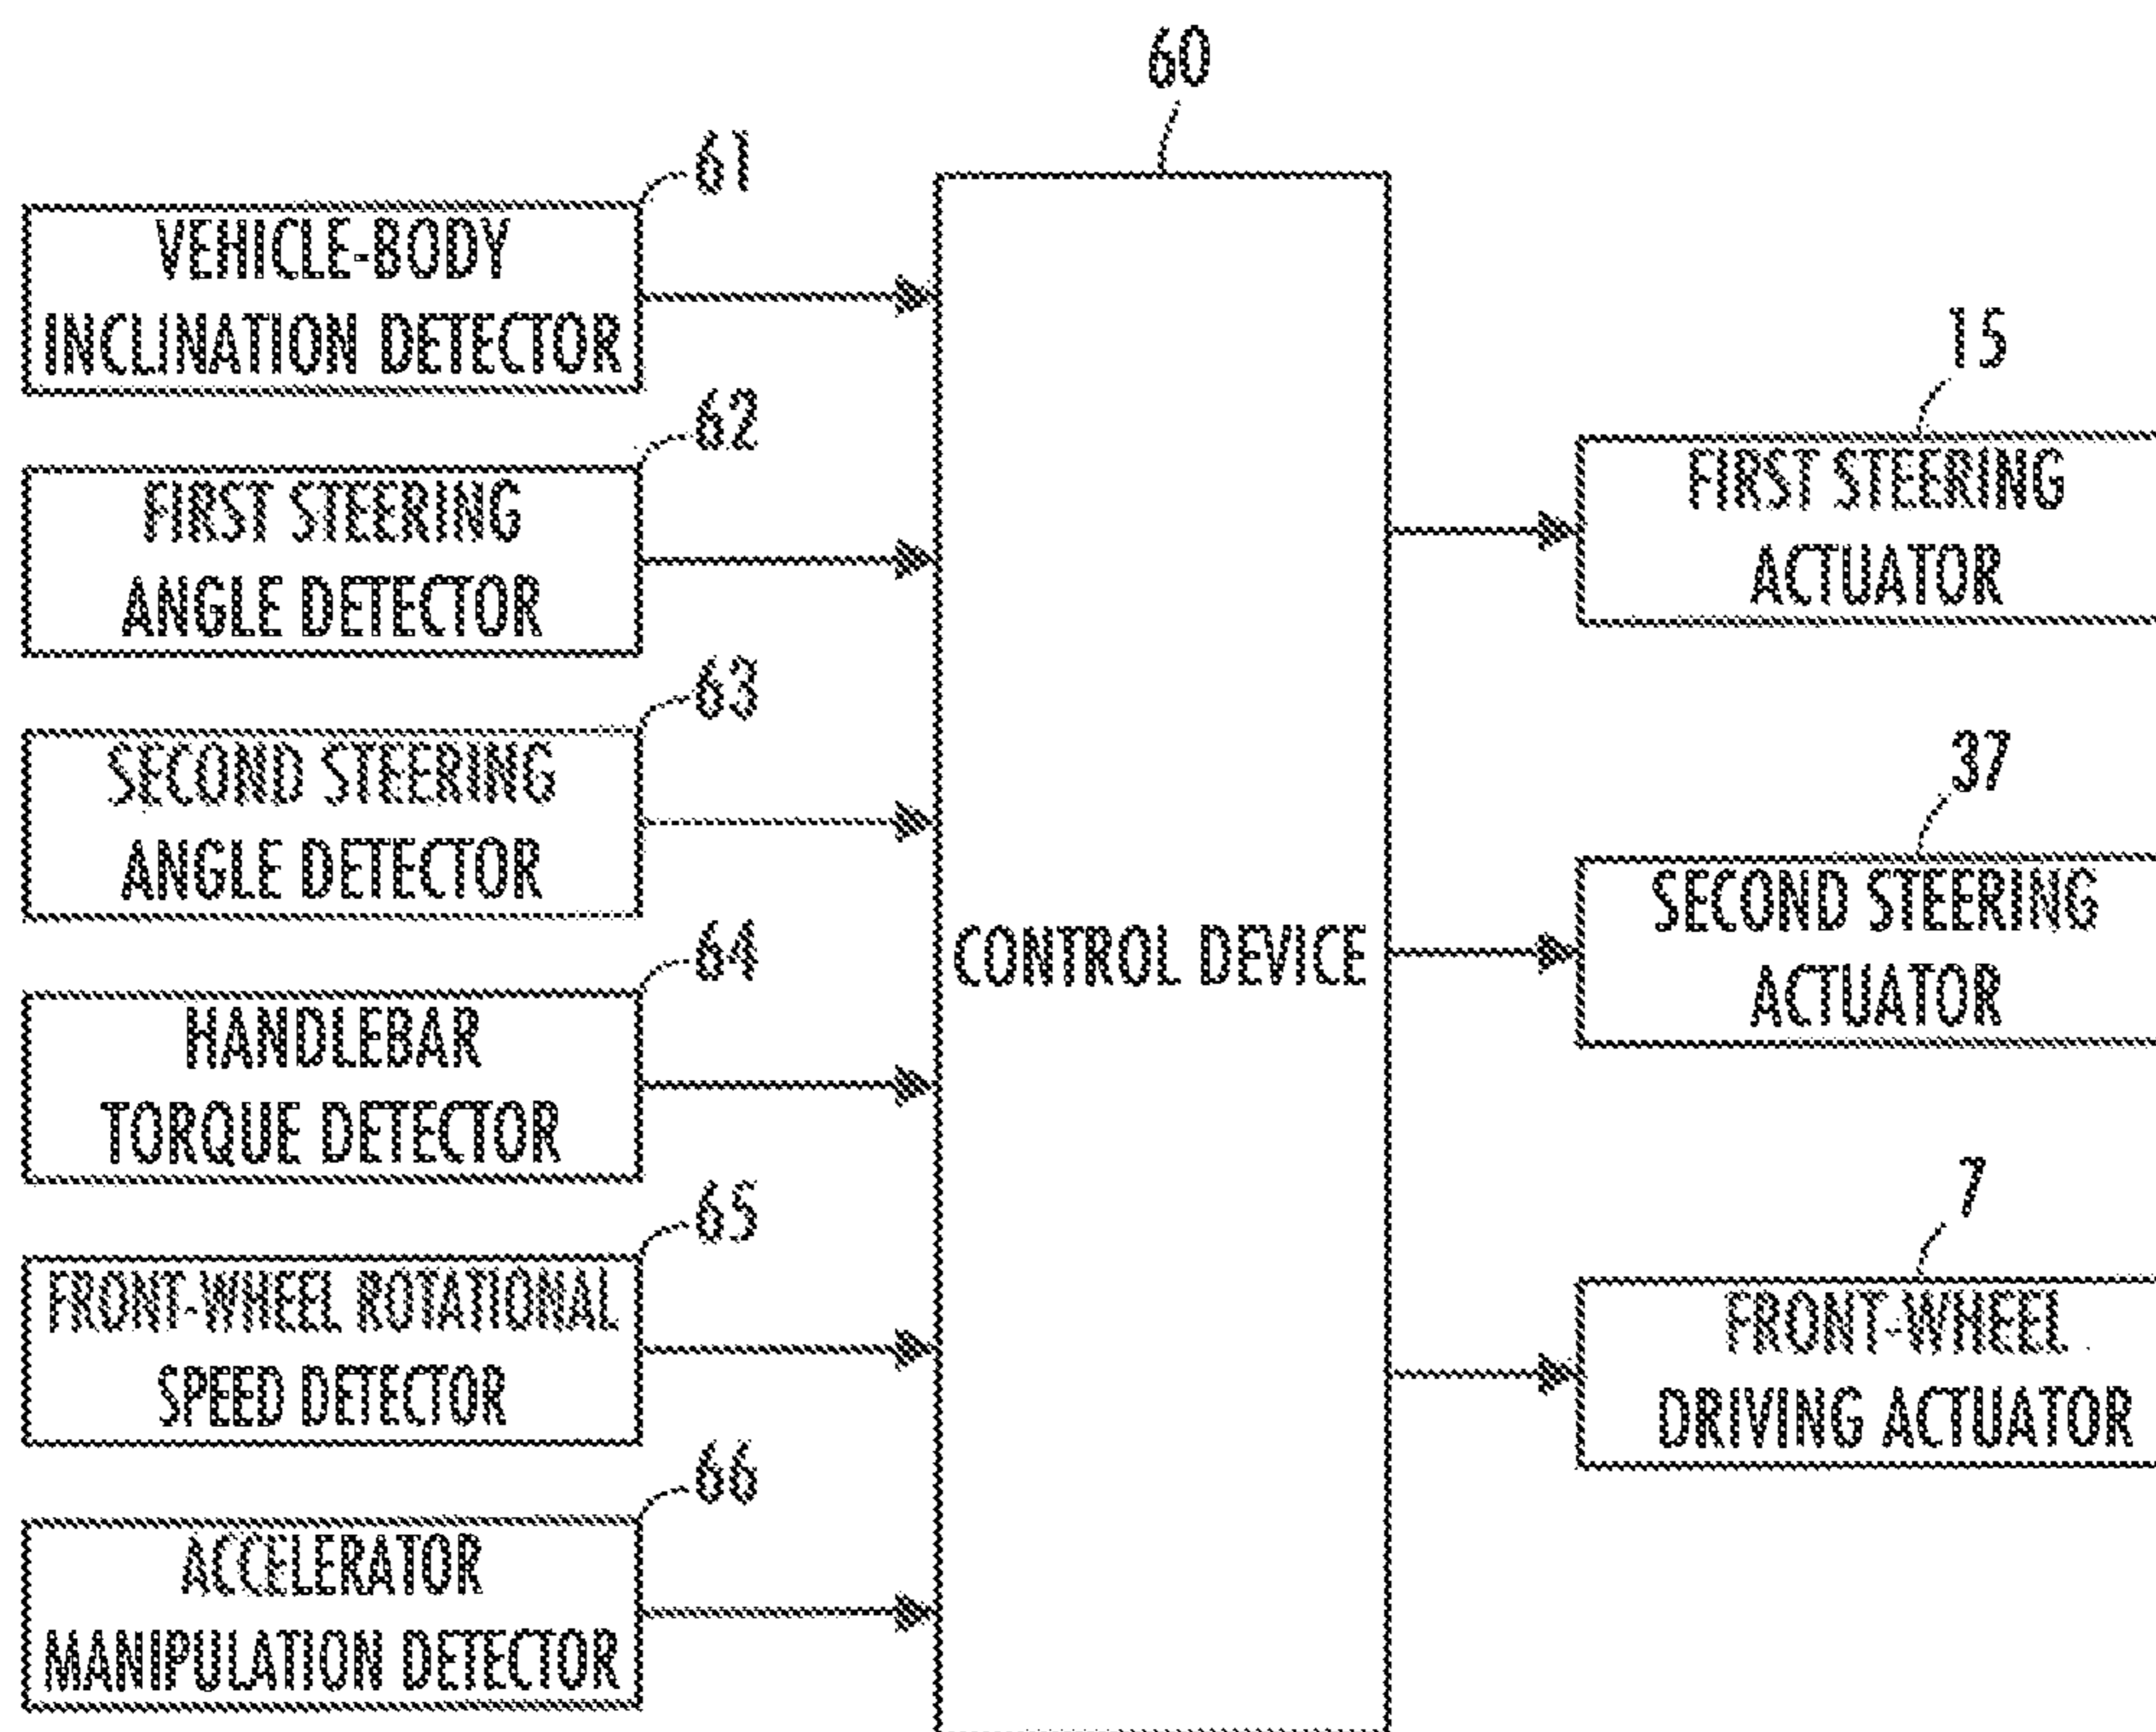 60
61
VEHICLE-BODY
INCLINATION DETECTOR
62
FIRST STEERING
ANGLE DETECTOR
63
SECOND STEERING
ANGLE DETECTOR
64
HANDLEBAR
TORQUE DETECTOR
65
FRONT-WHEEL ROTATIONAL
SPEED DETECTOR
66
ACCELERATOR
MANIPULATION DETECTOR
CONTROL DEVICE
15
FIRST STEERING
ACTUATOR
37
SECOND STEERING
ACTUATOR
7
FRONT-WHEEL
DRIVING ACTUATOR